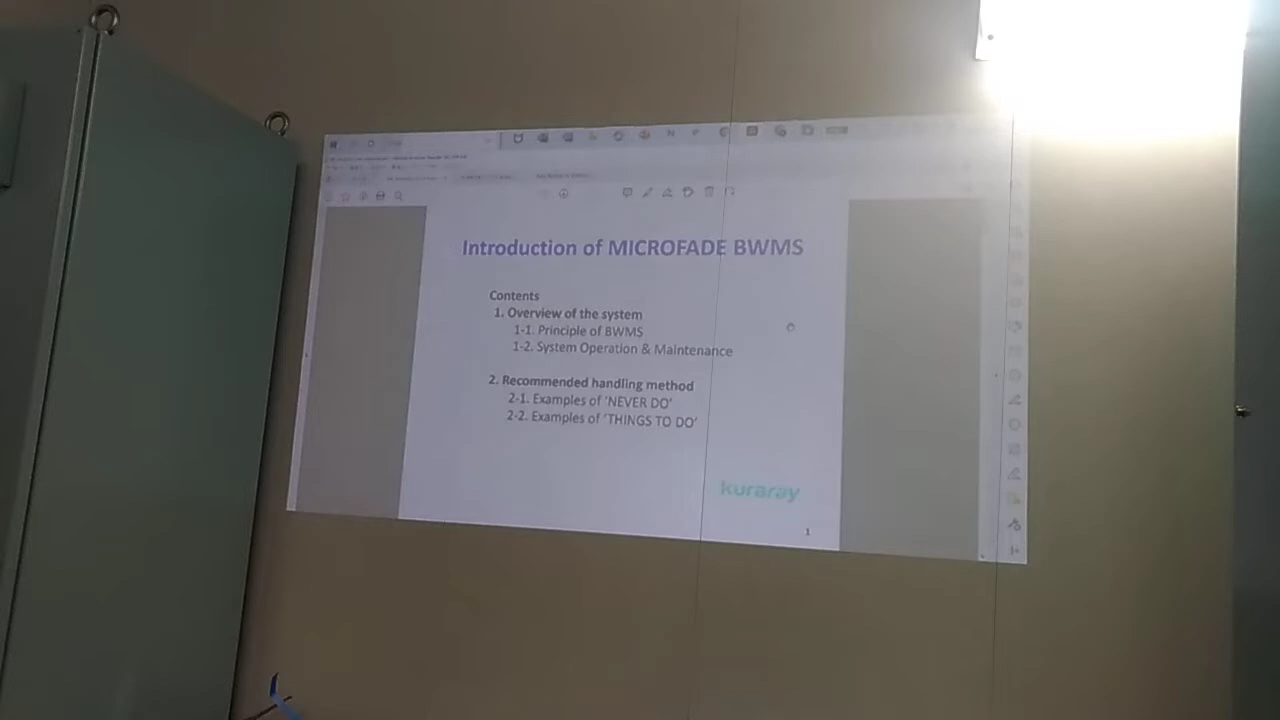 Introduction of MICROFADE BWMS
Contents
1. Overview of the system
1-1. Principle of BWMS
1-2. System Operation & Maintenance
2. Recommended handling method
2-1. Examples of ‘NEVER DO’
2-2. Examples of ‘THINGS TO DO’
kuraray
1